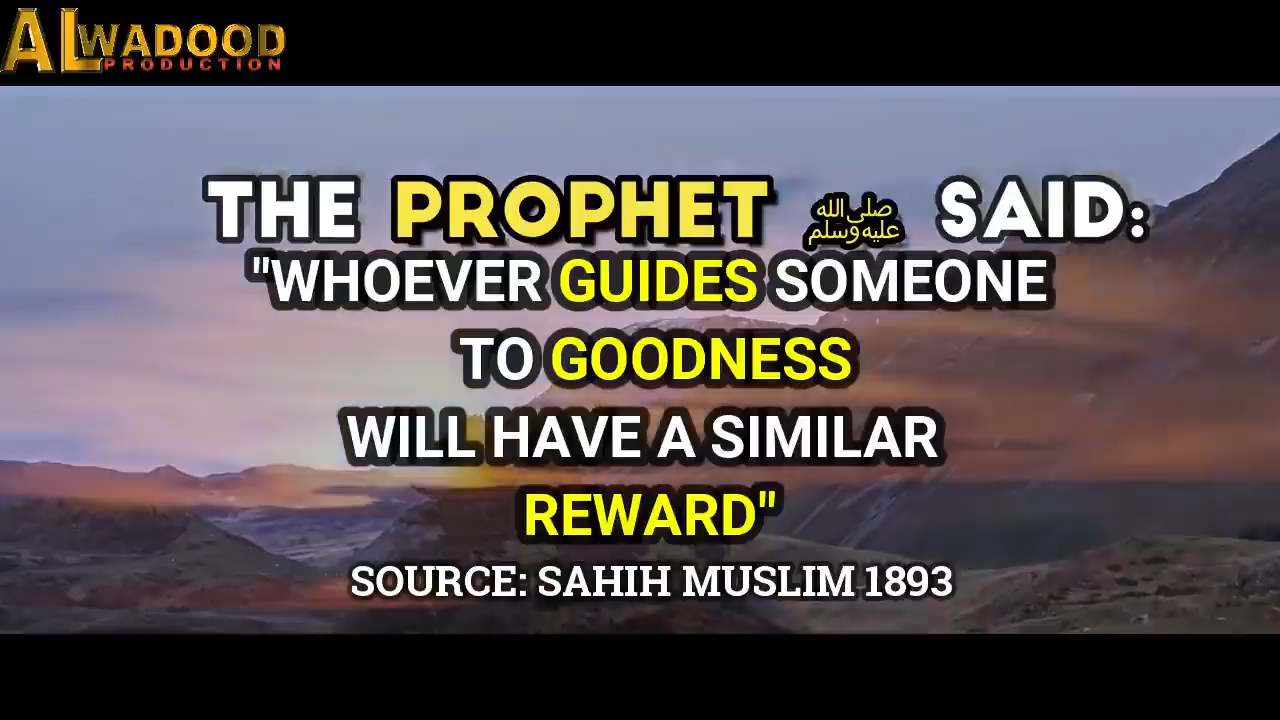 ALWADOOD
PRODUCTION
THE PROPHET ﷺ SAID:
"WHOEVER GUIDES SOMEONE
TO GOODNESS
WILL HAVE A SIMILAR
REWARD"
SOURCE: SAHIH MUSLIM 1893